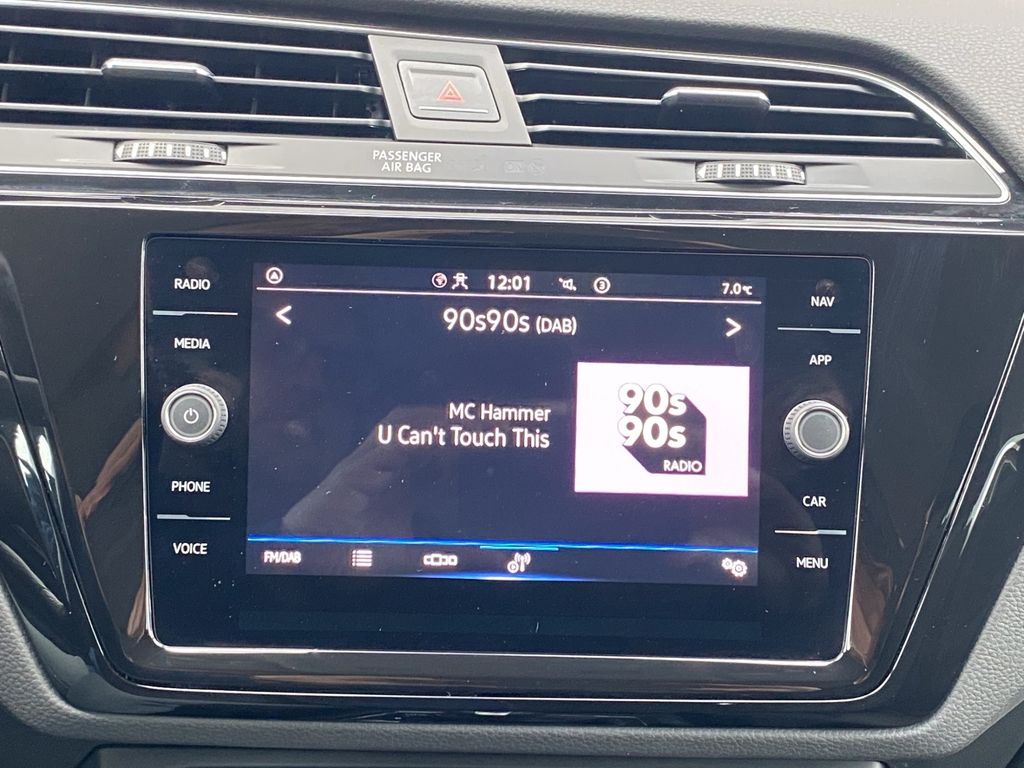 PASSENGER
AIR BAG
RADIO
MEDIA
PHONE
VOICE
12:01
3
7.0°C
<
90s90s (DAB)
>
MC Hammer
U Can't Touch This
90s
90s
RADIO
FM/DAB
NAV
APP
CAR
MENU